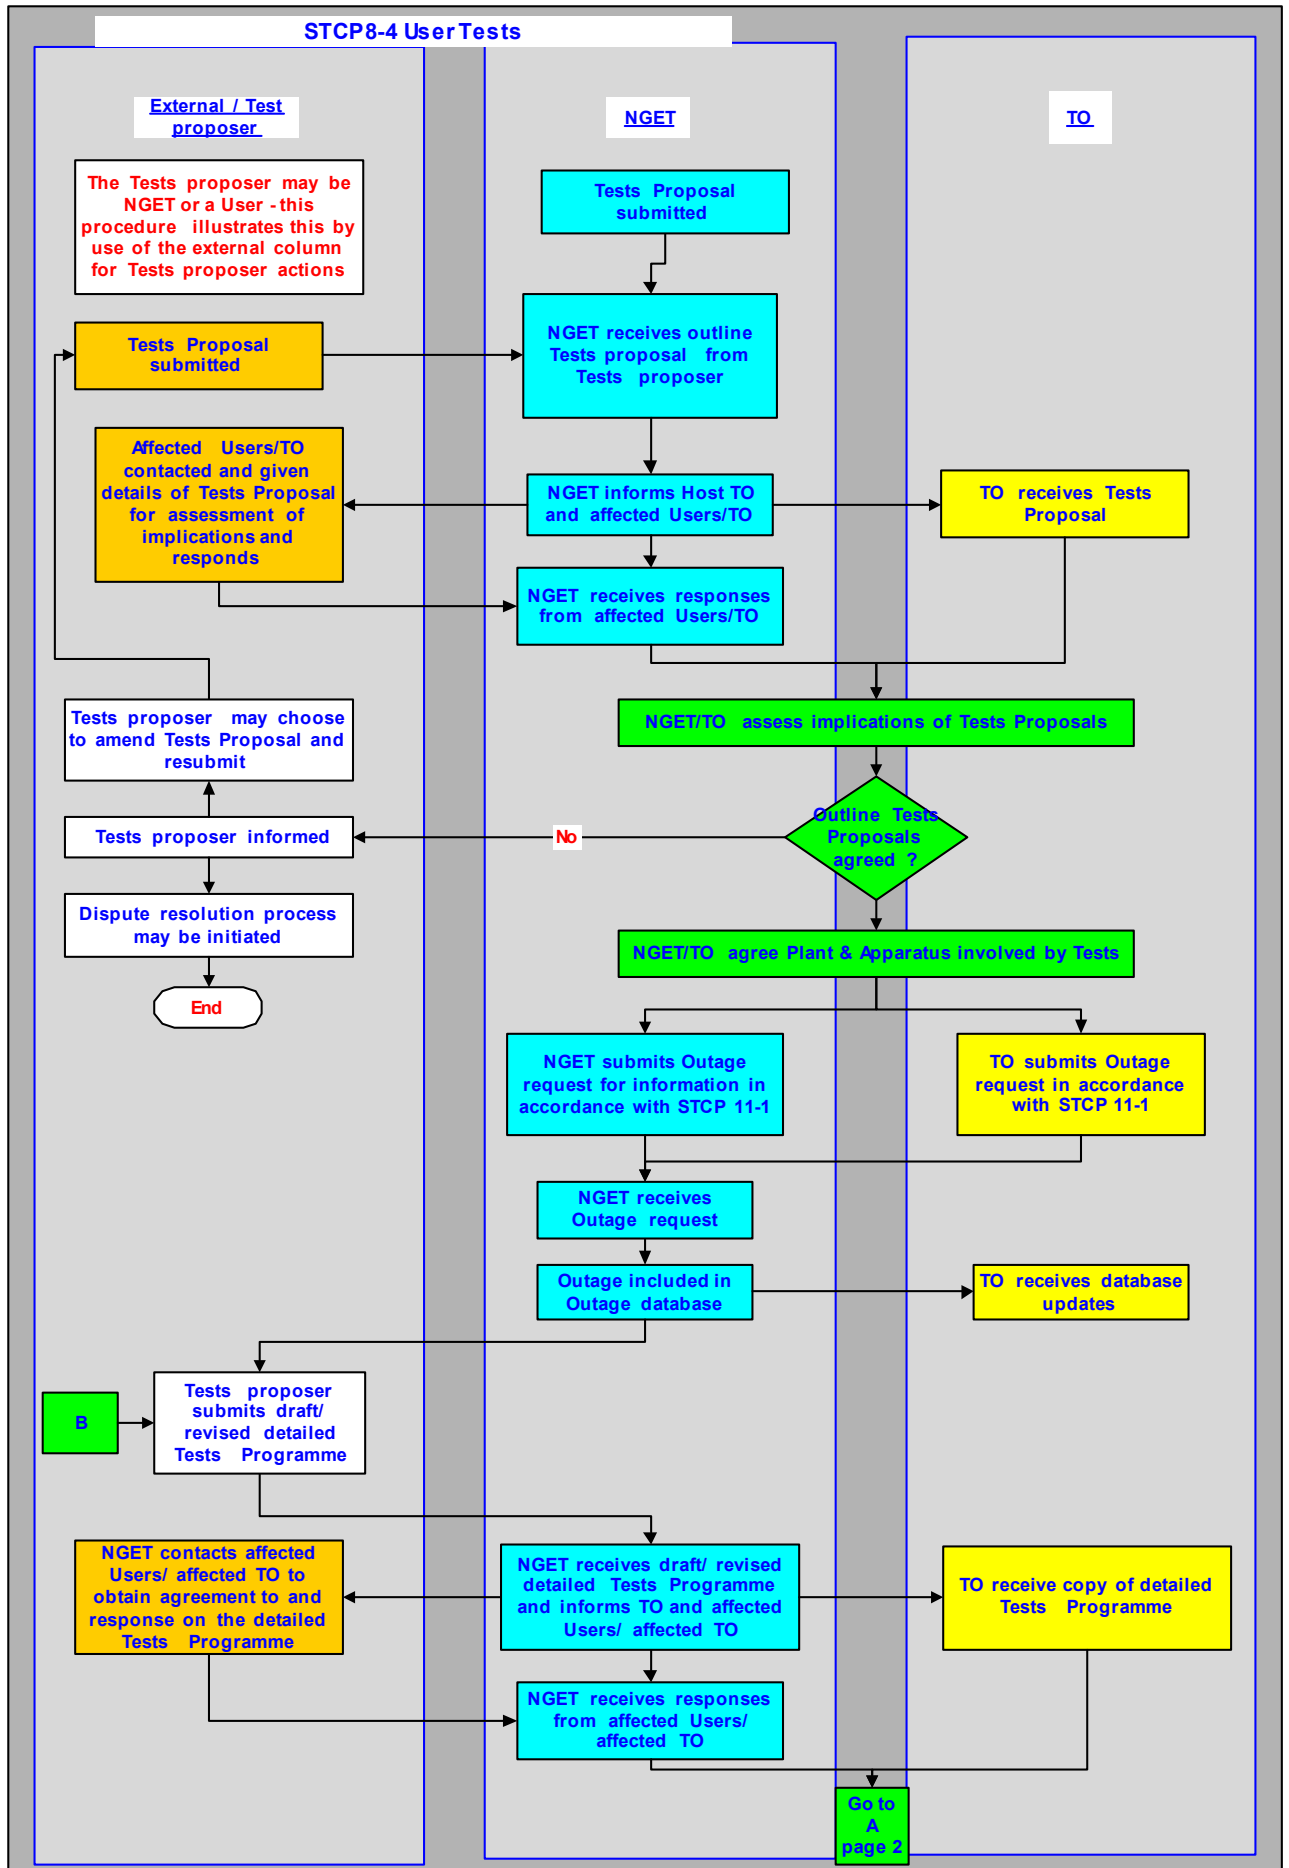 STCP8-4 User Tests
External / Test
proposer
NGET
TO
The Tests proposer may be
NGET or a User - this
procedure illustrates this by
use of the external column
for Tests proposer actions
Tests Proposal
submitted
Tests Proposal
submitted
NGET receives outline
Tests proposal from
Tests proposer
Affected Users/TO
contacted and given
details of Tests Proposal
for assessment of
implications and
responds
NGET informs Host TO
and affected Users/TO
TO receives Tests
Proposal
NGET receives responses
from affected Users/TO
Tests proposer may choose
to amend Tests Proposal and
resubmit
NGET/TO assess implications of Tests Proposals
Tests proposer informed
No
Outline Tests
Proposals
agreed ?
Dispute resolution process
may be initiated
NGET/TO agree Plant & Apparatus involved by Tests
End
NGET submits Outage
request for information in
accordance with STCP 11-1
TO submits Outage
request in accordance
with STCP 11-1
NGET receives
Outage request
Outage included in
Outage database
TO receives database
updates
B
Tests proposer
submits draft/
revised detailed
Tests Programme
NGET contacts affected
Users/ affected TO to
obtain agreement to and
response on the detailed
Tests Programme
NGET receives draft/ revised
detailed Tests Programme
and informs TO and affected
Users/ affected TO
TO receive copy of detailed
Tests Programme
NGET receives responses
from affected Users/
affected TO
Go to
A
page 2